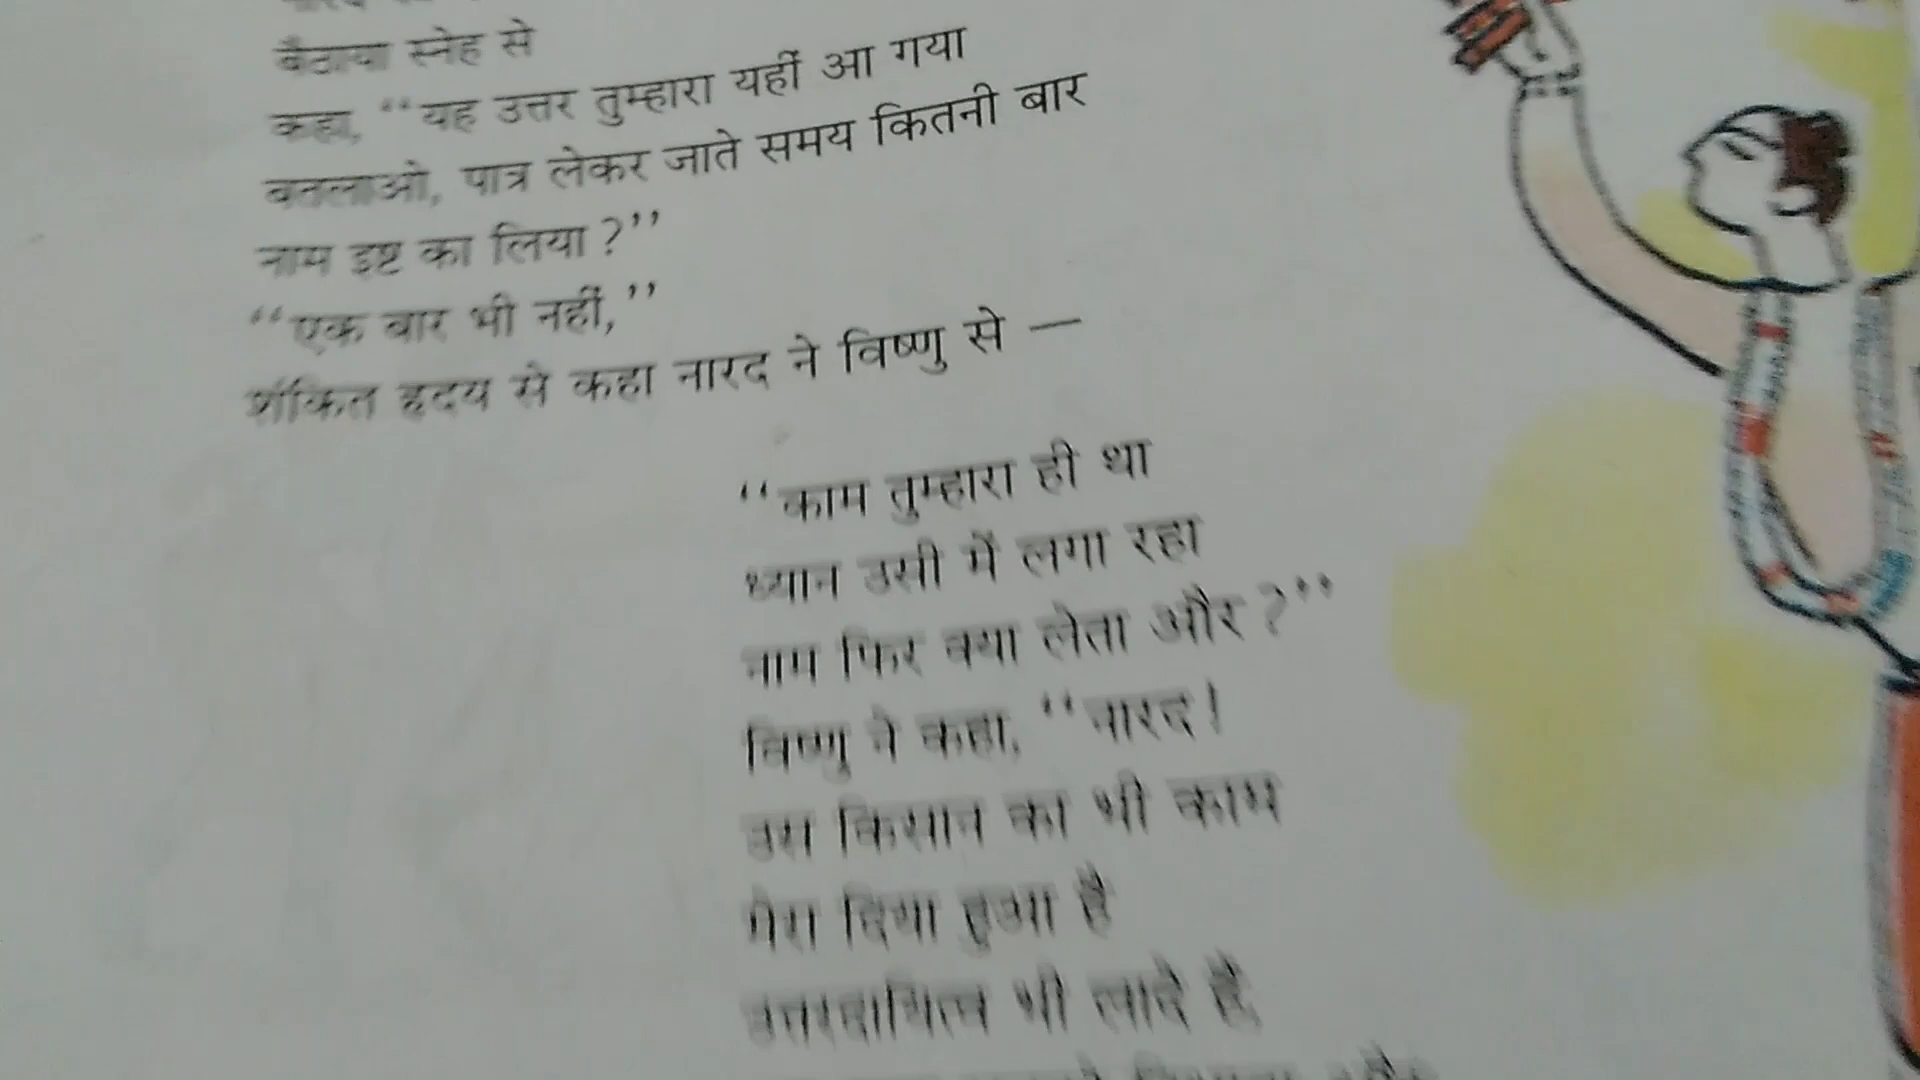 बैठाया स्नेह से
कहा, ‘‘यह उत्तर तुम्हारा यहीं आ गया
बतलाओ, पात्र लेकर जाते समय कितनी बार
नाम इष्ट का लिया ?’’
‘‘एक बार भी नहीं,’’
शंकित हृदय से कहा नारद ने विष्णु से —
‘‘काम तुम्हारा ही था
ध्यान उसी में लगा रहा
नाम फिर क्या लेता और ?’’
विष्णु ने कहा, ‘‘नारद !
उस किसान का भी काम
मेरा दिया हुआ है
उत्तरदायित्व भी लादे हैं